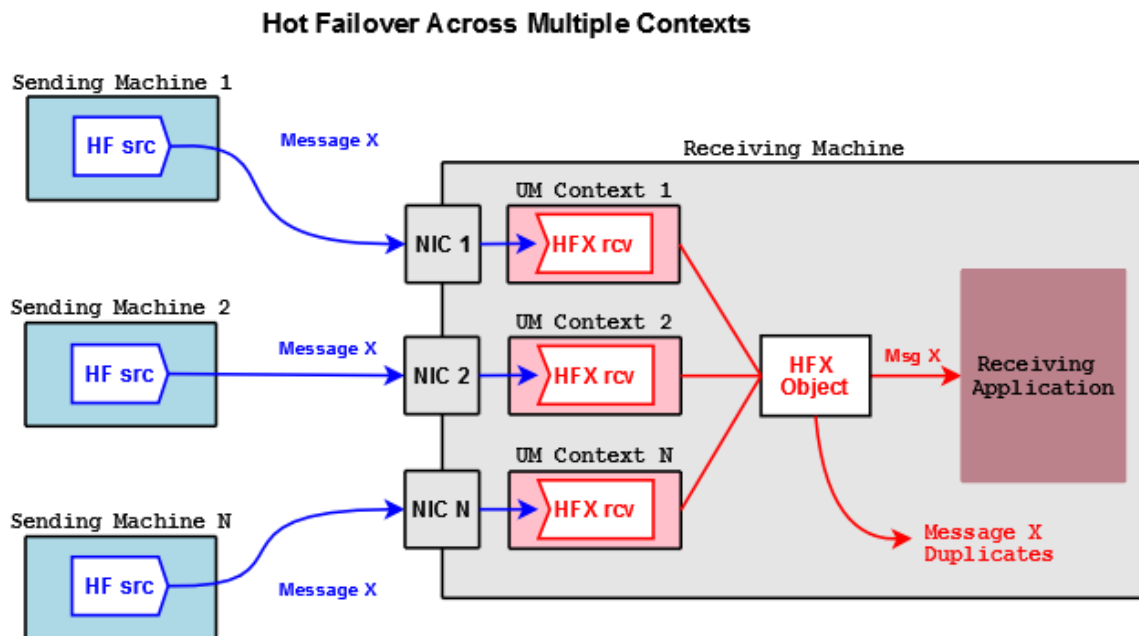 Hot Failover Across Multiple Contexts
Sending Machine 1
HF src
Message X
Receiving Machine
UM Context 1
NIC 1
HFX rcv
Sending Machine 2
HF src
Message X
UM Context 2
NIC 2
HFX rcv
HFX
Object
Msg X
Receiving
Application
UM Context N
NIC N
HFX rcv
Sending Machine N
HF src
Message X
Message X
Duplicates